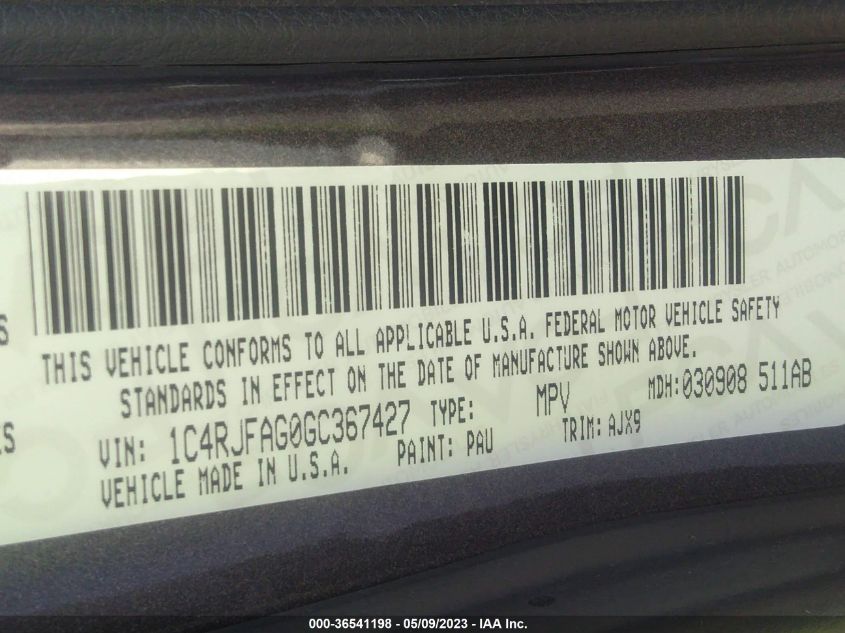 THIS VEHICLE CONFORMS TO ALL APPLICABLE U.S.A. FEDERAL MOTOR VEHICLE SAFETY
STANDARDS IN EFFECT ON THE DATE OF MANUFACTURE SHOWN ABOVE.
VIN: 1C4RJFAG0GC367427 TYPE: MPV MDH:030908 511AB
VEHICLE MADE IN U.S.A. PAINT: PAU TRIM:AJX9
000-36541198 - 05/09/2023 - IAA Inc.